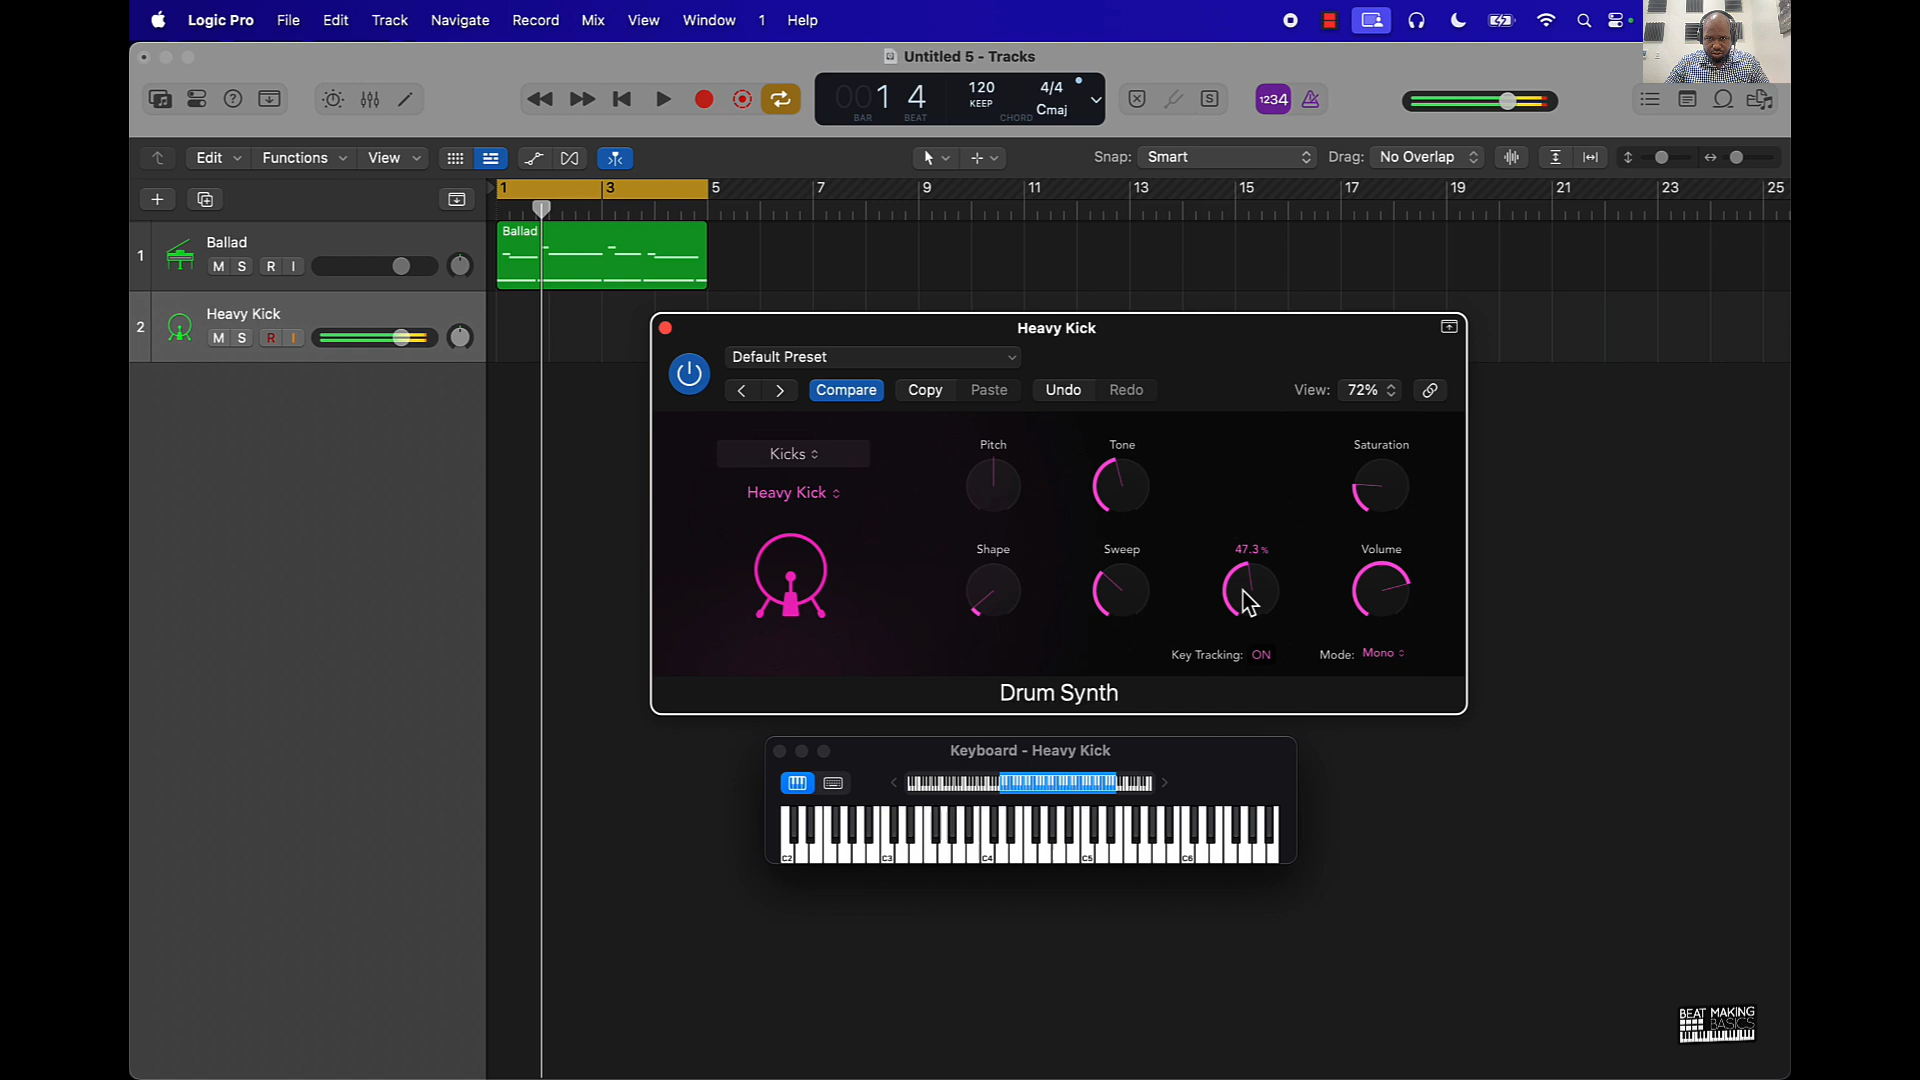 Logic Pro File Edit Track Navigate Record Mix View Window 1 Help
Untitled 5 - Tracks
001 4 120 4/4
KEEP Cmaj
BAR BEAT CHORD
S 1234
Edit Functions View Snap: Smart Drag: No Overlap
1 3 5 7 9 11 13 15 17 19 21 23 25
1 Ballad
M S R I
Ballad
2 Heavy Kick
M S R I
Heavy Kick
Default Preset
Compare Copy Paste Undo Redo View: 72%
Kicks
Heavy Kick
Pitch Tone Saturation
Shape Sweep 47.3 % Volume
Key Tracking: ON Mode: Mono
Drum Synth
Keyboard - Heavy Kick
C2 C3 C4 C5 C6
BEAT MAKING
BASICS